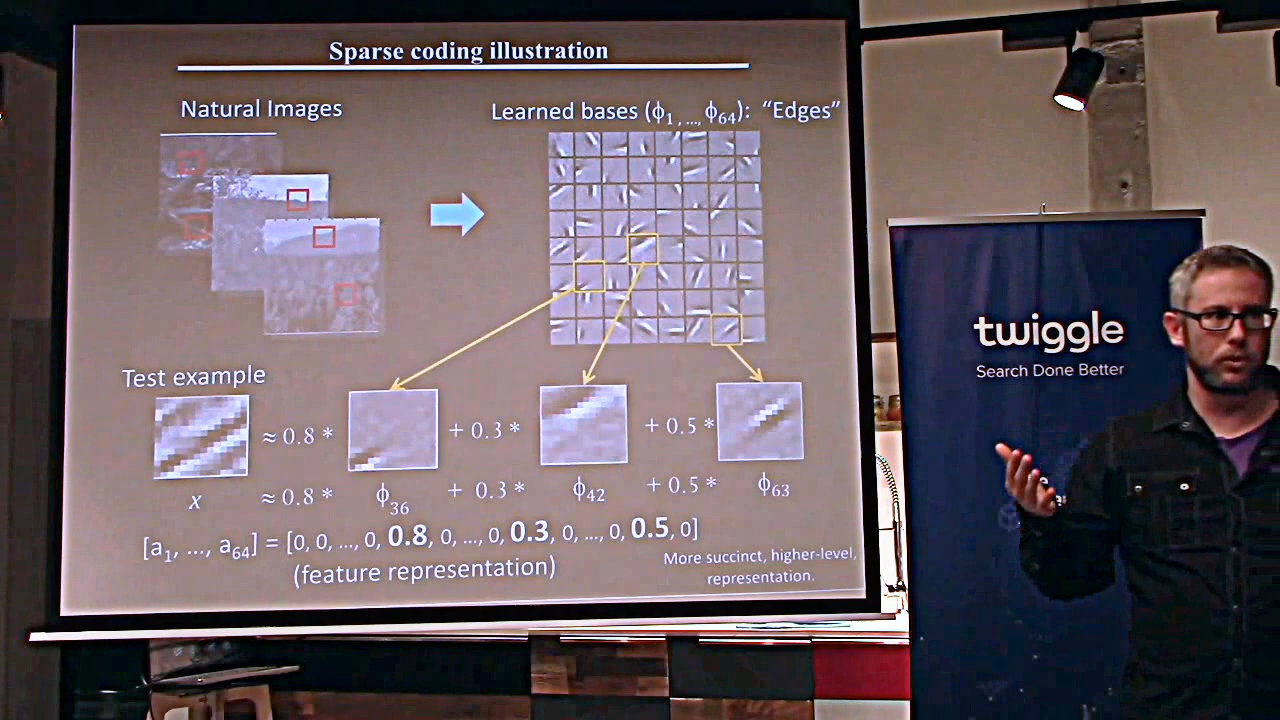 Sparse coding illustration
Natural Images
Learned bases (ϕ1 , ..., ϕ64): “Edges”
Test example
≈ 0.8 * + 0.3 * + 0.5 *
x ≈ 0.8 * ϕ36 + 0.3 * ϕ42 + 0.5 * ϕ63
[a1, ..., a64] = [0, 0, ..., 0, 0.8, 0, ..., 0, 0.3, 0, ..., 0, 0.5, 0]
(feature representation)
More succinct, higher-level,
representation.
twiggle
Search Done Better